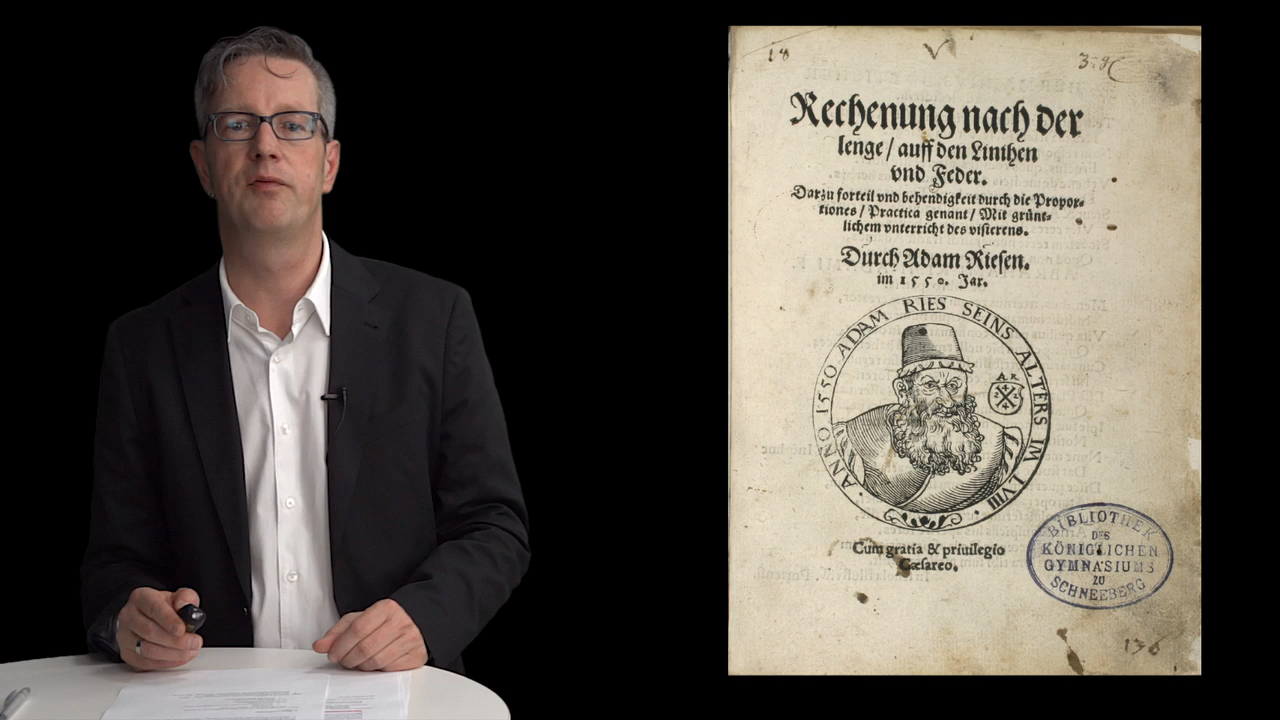 18
Rechenung nach der
lenge / auff den Linihen
vnd Feder.
Darzu forteil vnd behendigkeit durch die Propor-
tiones / Practica genant / Mit grünt-
lichem vnterricht des visierens.
Durch Adam Riesen.
im 1550. Jar.
ANNO 1550 ADAM RIES SEINS ALTERS IM LVIII
A R
Cum gratia & priuilegio
Cæsareo.
BIBLIOTHEK
DES
KÖNIGLICHEN
GYMNASIUMS
ZU
SCHNEEBERG
136